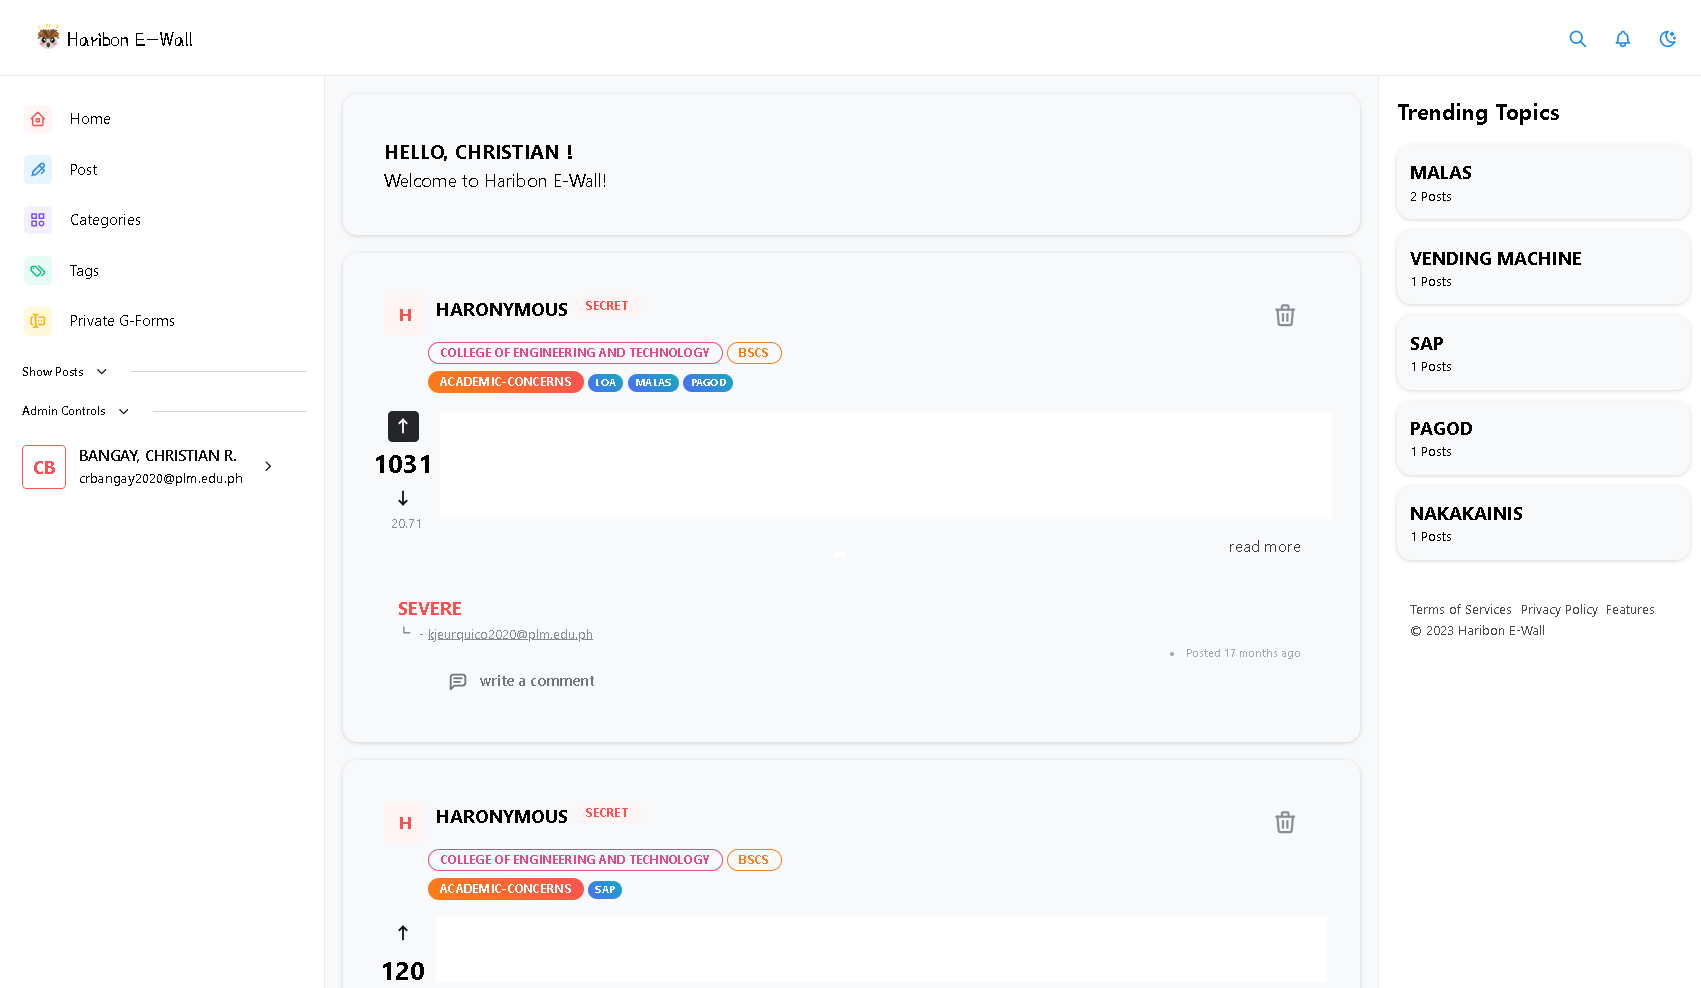 Haribon E-Wall
Home
Post
Categories
Tags
Private G-Forms
Show Posts
Admin Controls
CB
BANGAY, CHRISTIAN R.
crbangay2020@plm.edu.ph
HELLO, CHRISTIAN !
Welcome to Haribon E-Wall!
H HARONYMOUS SECRET
COLLEGE OF ENGINEERING AND TECHNOLOGY BSCS
ACADEMIC-CONCERNS LOA MALAS PAGOD
1031
20.71
read more
SEVERE
- kjeurquico2020@plm.edu.ph
• Posted 17 months ago
write a comment
H HARONYMOUS SECRET
COLLEGE OF ENGINEERING AND TECHNOLOGY BSCS
ACADEMIC-CONCERNS SAP
120
Trending Topics
MALAS
2 Posts
VENDING MACHINE
1 Posts
SAP
1 Posts
PAGOD
1 Posts
NAKAKAINIS
1 Posts
Terms of Services Privacy Policy Features
© 2023 Haribon E-Wall